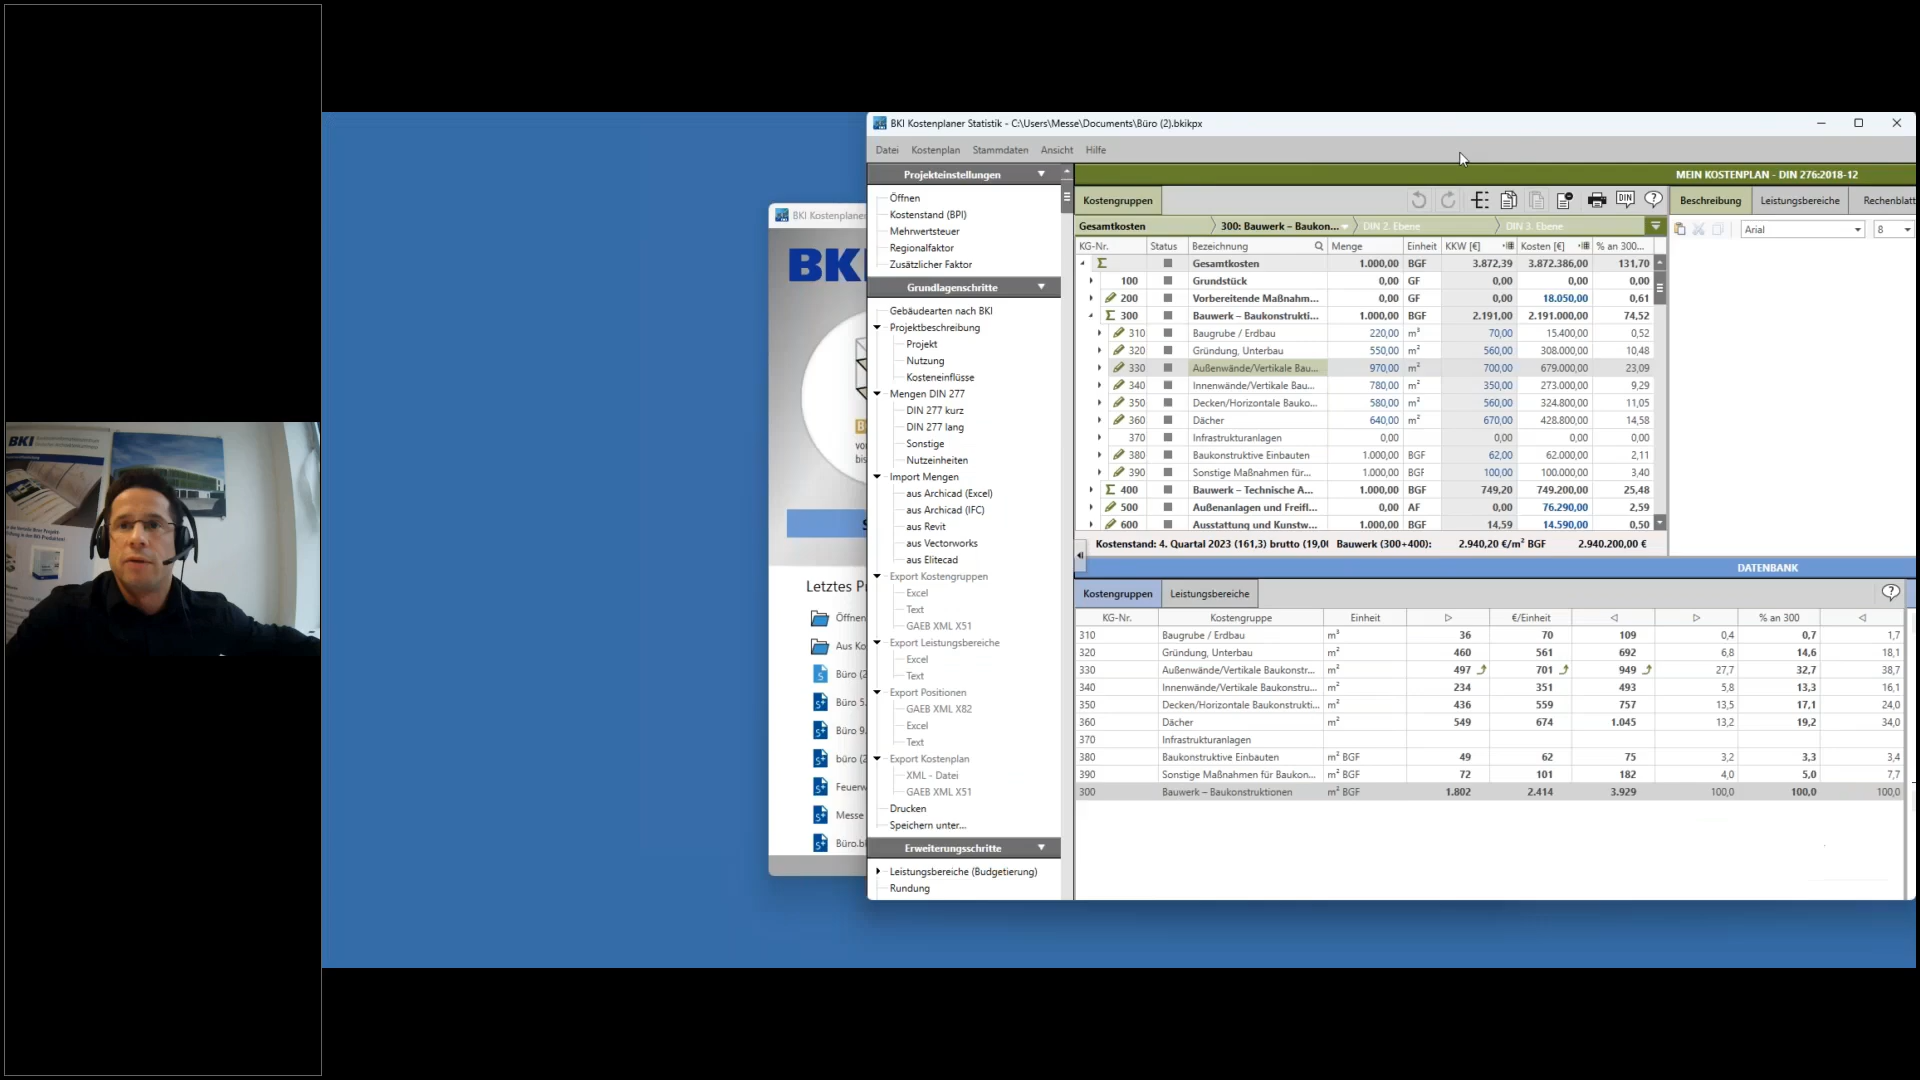 BKI Kostenplaner Statistik - C:\Users\Messe\Documents\Büro (2).bkikpx
Datei Kostenplan Stammdaten Ansicht Hilfe
Projekteinstellungen
Öffnen
Kostenstand (BPI)
Mehrwertsteuer
Regionalfaktor
Zusätzlicher Faktor
Grundlagenschritte
Gebäudearten nach BKI
Projektbeschreibung
Projekt
Nutzung
Kosteneinflüsse
Mengen DIN 277
DIN 277 kurz
DIN 277 lang
Sonstige
Nutzeinheiten
Import Mengen
aus Archicad (Excel)
aus Archicad (IFC)
aus Revit
aus Vectorworks
aus Elitecad
Export Kostengruppen
Excel
Text
GAEB XML X51
Export Leistungsbereiche
Excel
Text
Export Positionen
GAEB XML X82
Excel
Text
Export Kostenplan
XML - Datei
GAEB XML X51
Drucken
Speichern unter...
Erweiterungsschritte
Leistungsbereiche (Budgetierung)
Rundung
MEIN KOSTENPLAN - DIN 276:2018-12
Kostengruppen
DIN
Beschreibung Leistungsbereiche Rechenblatt
Arial 8
Gesamtkosten 300: Bauwerk – Baukon... DIN 2. Ebene DIN 3. Ebene
KG-Nr. Status Bezeichnung Menge Einheit KKW [€] Kosten [€] % an 300...
Σ Gesamtkosten 1.000,00 BGF 3.872,39 3.872.386,00 131,70
100 Grundstück 0,00 GF 0,00 0,00 0,00
200 Vorbereitende Maßnahm... 0,00 GF 0,00 18.050,00 0,61
Σ 300 Bauwerk – Baukonstrukti... 1.000,00 BGF 2.191,00 2.191.000,00 74,52
310 Baugrube / Erdbau 220,00 m³ 70,00 15.400,00 0,52
320 Gründung, Unterbau 550,00 m² 560,00 308.000,00 10,48
330 Außenwände/Vertikale Bau... 970,00 m² 700,00 679.000,00 23,09
340 Innenwände/Vertikale Bau... 780,00 m² 350,00 273.000,00 9,29
350 Decken/Horizontale Bauko... 580,00 m² 560,00 324.800,00 11,05
360 Dächer 640,00 m² 670,00 428.800,00 14,58
370 Infrastrukturanlagen 0,00 0,00 0,00 0,00
380 Baukonstruktive Einbauten 1.000,00 BGF 62,00 62.000,00 2,11
390 Sonstige Maßnahmen für... 1.000,00 BGF 100,00 100.000,00 3,40
Σ 400 Bauwerk – Technische A... 1.000,00 BGF 749,20 749.200,00 25,48
500 Außenanlagen und Freifl... 0,00 AF 0,00 76.290,00 2,59
600 Ausstattung und Kunstw... 1.000,00 BGF 14,59 14.590,00 0,50
Kostenstand: 4. Quartal 2023 (161,3) brutto (19,0 Bauwerk (300+400): 2.940,20 €/m² BGF 2.940.200,00 €
DATENBANK
Kostengruppen Leistungsbereiche
KG-Nr. Kostengruppe Einheit €/Einheit % an 300
310 Baugrube / Erdbau m³ 36 70 109 0,4 0,7 1,7
320 Gründung, Unterbau m² 460 561 692 6,8 14,6 18,1
330 Außenwände/Vertikale Baukonstr... m² 497 701 949 27,7 32,7 38,7
340 Innenwände/Vertikale Baukonstru... m² 234 351 493 5,8 13,3 16,1
350 Decken/Horizontale Baukonstrukti... m² 436 559 757 13,5 17,1 24,0
360 Dächer m² 549 674 1.045 13,2 19,2 34,0
370 Infrastrukturanlagen
380 Baukonstruktive Einbauten m² BGF 49 62 75 3,2 3,3 3,4
390 Sonstige Maßnahmen für Baukon... m² BGF 72 101 182 4,0 5,0 7,7
300 Bauwerk – Baukonstruktionen m² BGF 1.802 2.414 3.929 100,0 100,0 100,0
BKI Kostenplaner
BKI
vo
bis
S
Letztes P
Öffnen
Aus Ko
Büro (2
Büro 5.
Büro 9.
büro (2
Feuerw
Messe
Büro.bl
BKI